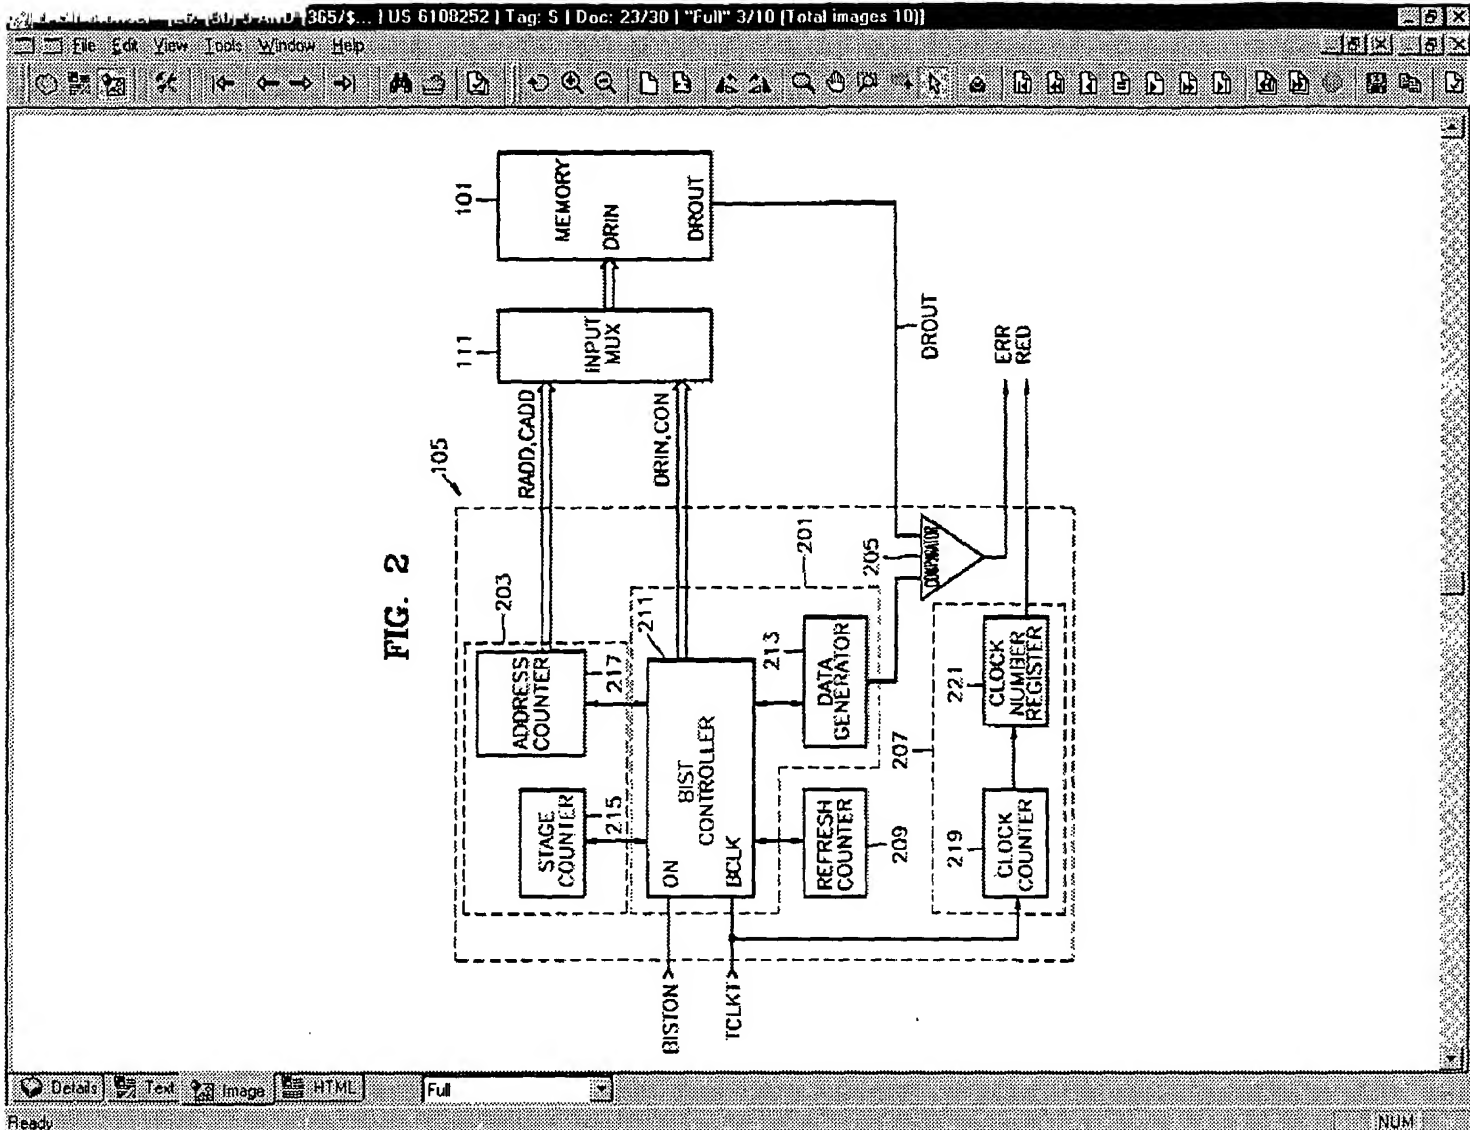 (365/$... | US 6108252 | Tag: S | Doc: 23/30 | "Full" 3/10 (Total images 10)]
File Edit View Tools Window Help
FIG. 2
105
101
MEMORY
DRIN
DROUT
111
INPUT
MUX
RADD,CADD
DRIN,CON
DROUT
ERR
RED
203
ADDRESS
COUNTER
217
STAGE
COUNTER
215
211
BIST
CONTROLLER
ON
BCLK
201
213
DATA
GENERATOR
205
COMPARATOR
REFRESH
COUNTER
209
207
221
CLOCK
NUMBER
REGISTER
219
CLOCK
COUNTER
BISTON
TCLKT
Details Text Image HTML Full
Ready NUM